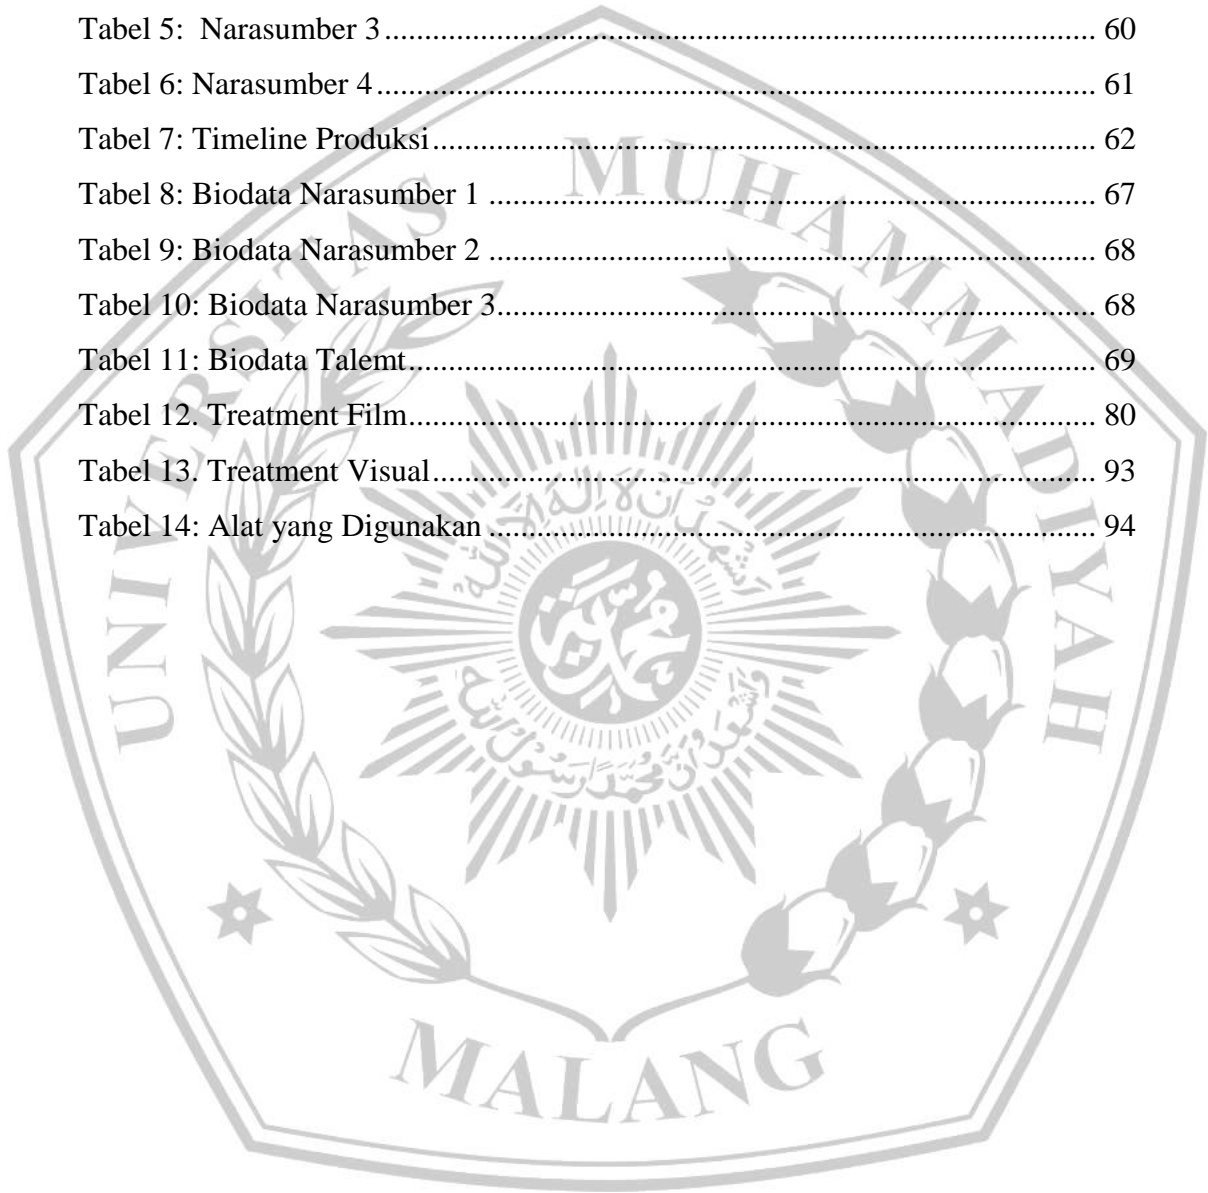 Tabel 5:  Narasumber 3 ........................................................................................ 60
Tabel 6: Narasumber 4 ......................................................................................... 61
Tabel 7: Timeline Produksi .................................................................................. 62
Tabel 8: Biodata Narasumber 1 ........................................................................... 67
Tabel 9: Biodata Narasumber 2 ........................................................................... 68
Tabel 10: Biodata Narasumber 3.......................................................................... 68
Tabel 11: Biodata Talemt..................................................................................... 69
Tabel 12. Treatment Film..................................................................................... 80
Tabel 13. Treatment Visual.................................................................................. 93
Tabel 14: Alat yang Digunakan ........................................................................... 94
UNIVERSITAS MUHAMMADIYAH
MALANG